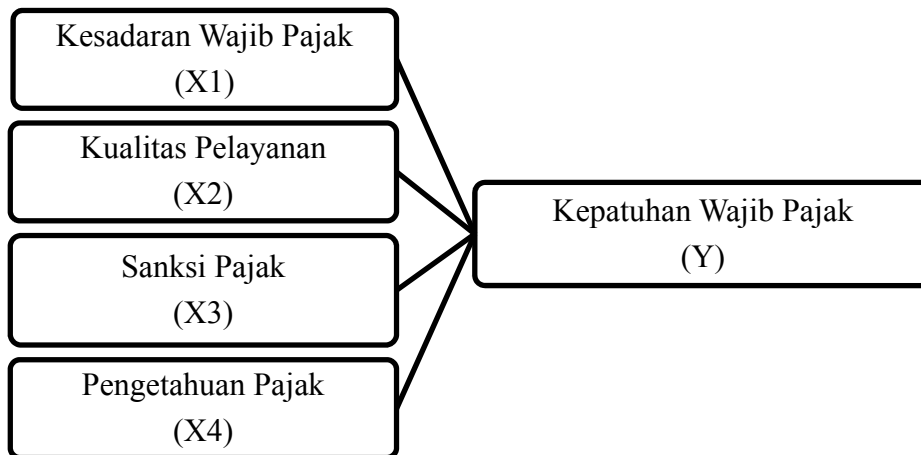 Kesadaran Wajib Pajak
(X1)
Kualitas Pelayanan
(X2)
Sanksi Pajak
(X3)
Pengetahuan Pajak
(X4)
Kepatuhan Wajib Pajak
(Y)